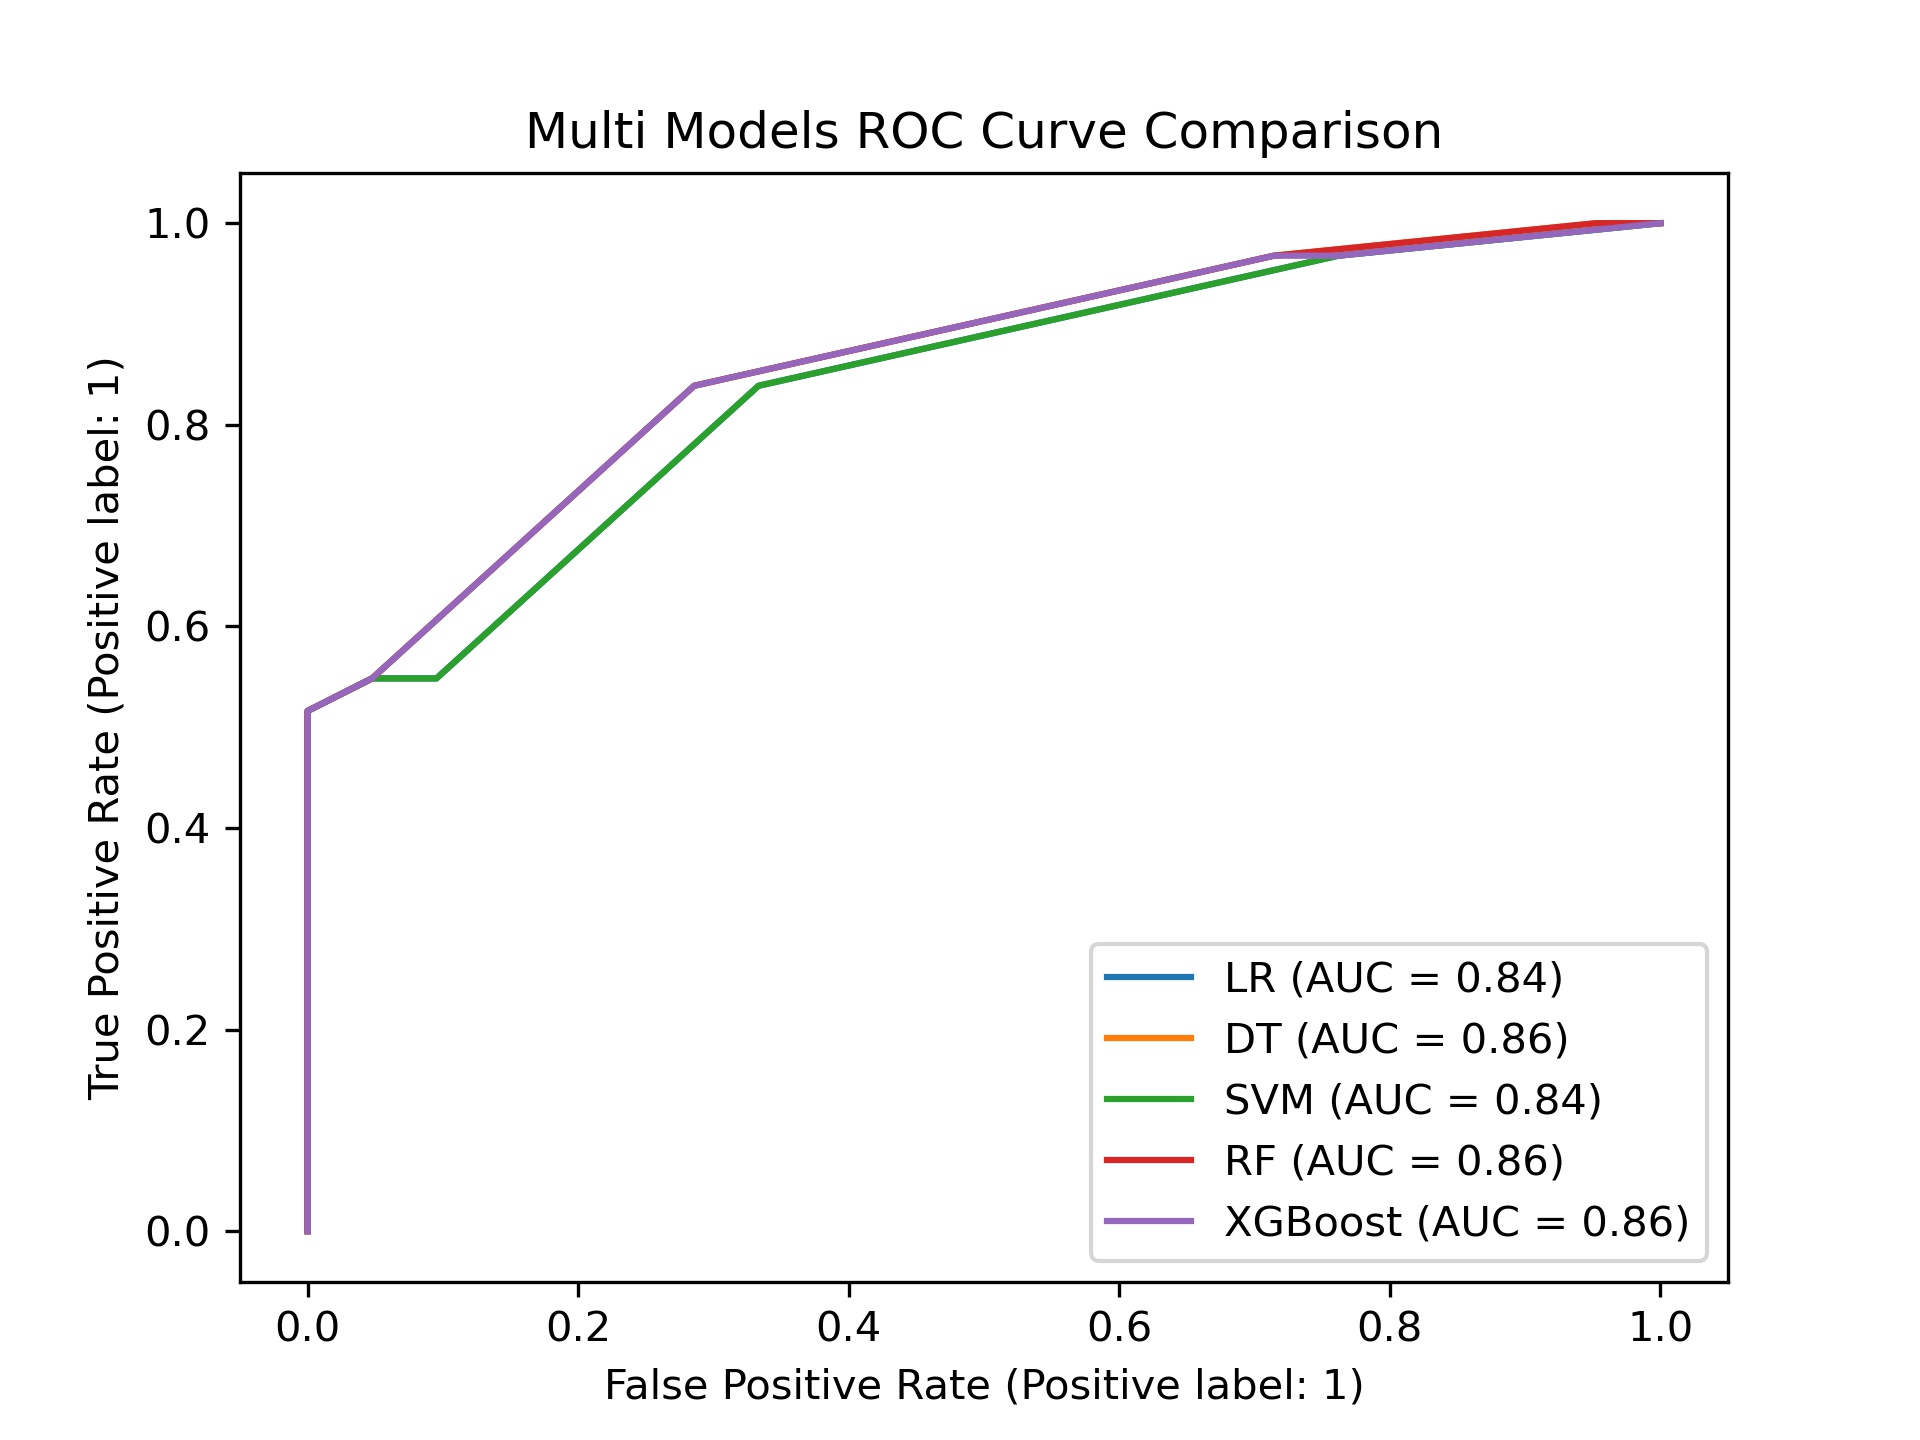 Multi Models ROC Curve Comparison
True Positive Rate (Positive label: 1)
1.0
0.8
0.6
0.4
0.2
0.0
LR (AUC = 0.84)
DT (AUC = 0.86)
SVM (AUC = 0.84)
RF (AUC = 0.86)
XGBoost (AUC = 0.86)
0.0 0.2 0.4 0.6 0.8 1.0
False Positive Rate (Positive label: 1)